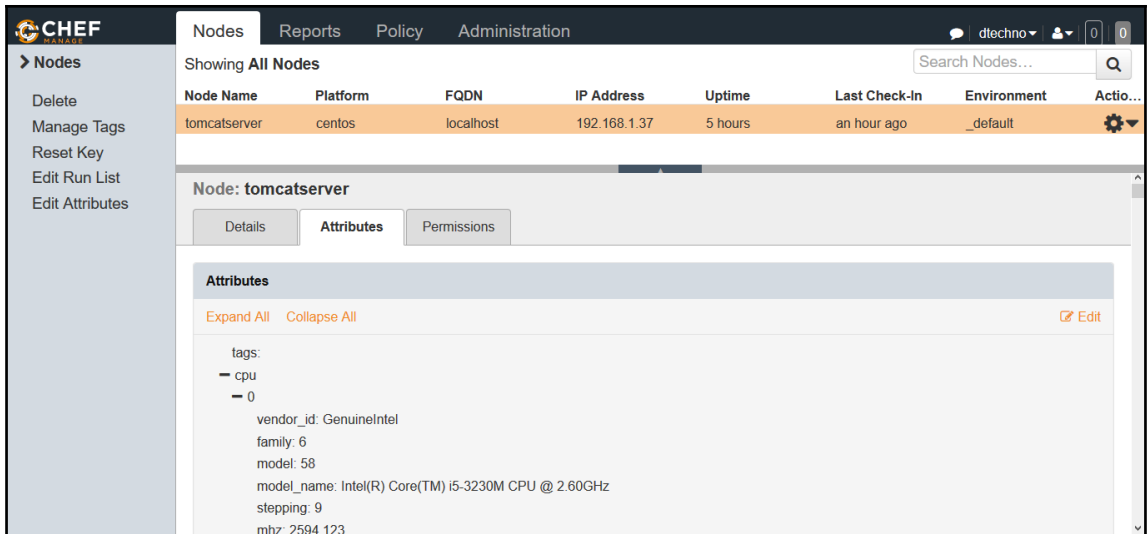 CHEF
MANAGE
Nodes Reports Policy Administration dtechno 0 0
Nodes
Delete
Manage Tags
Reset Key
Edit Run List
Edit Attributes
Showing All Nodes
Search Nodes...
Node Name Platform FQDN IP Address Uptime Last Check-In Environment Actio...
tomcatserver centos localhost 192.168.1.37 5 hours an hour ago _default
Node: tomcatserver
Details Attributes Permissions
Attributes
Expand All Collapse All Edit
tags:
cpu
0
vendor_id: GenuineIntel
family: 6
model: 58
model_name: Intel(R) Core(TM) i5-3230M CPU @ 2.60GHz
stepping: 9
mhz: 2594.123